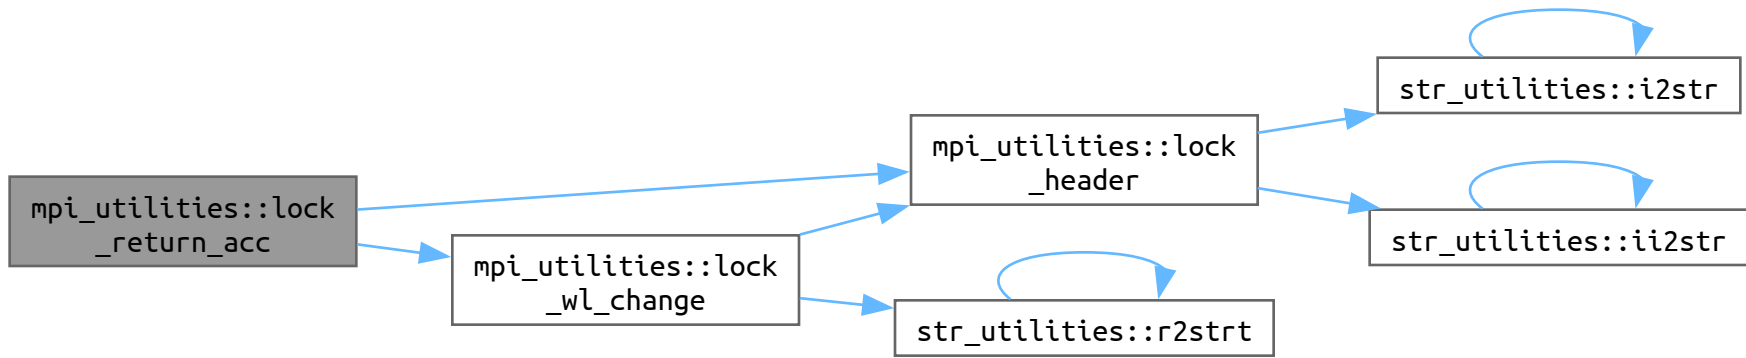 mpi_utilities::lock
_return_acc
mpi_utilities::lock
_wl_change
mpi_utilities::lock
_header
str_utilities::r2strt
str_utilities::i2str
str_utilities::ii2str